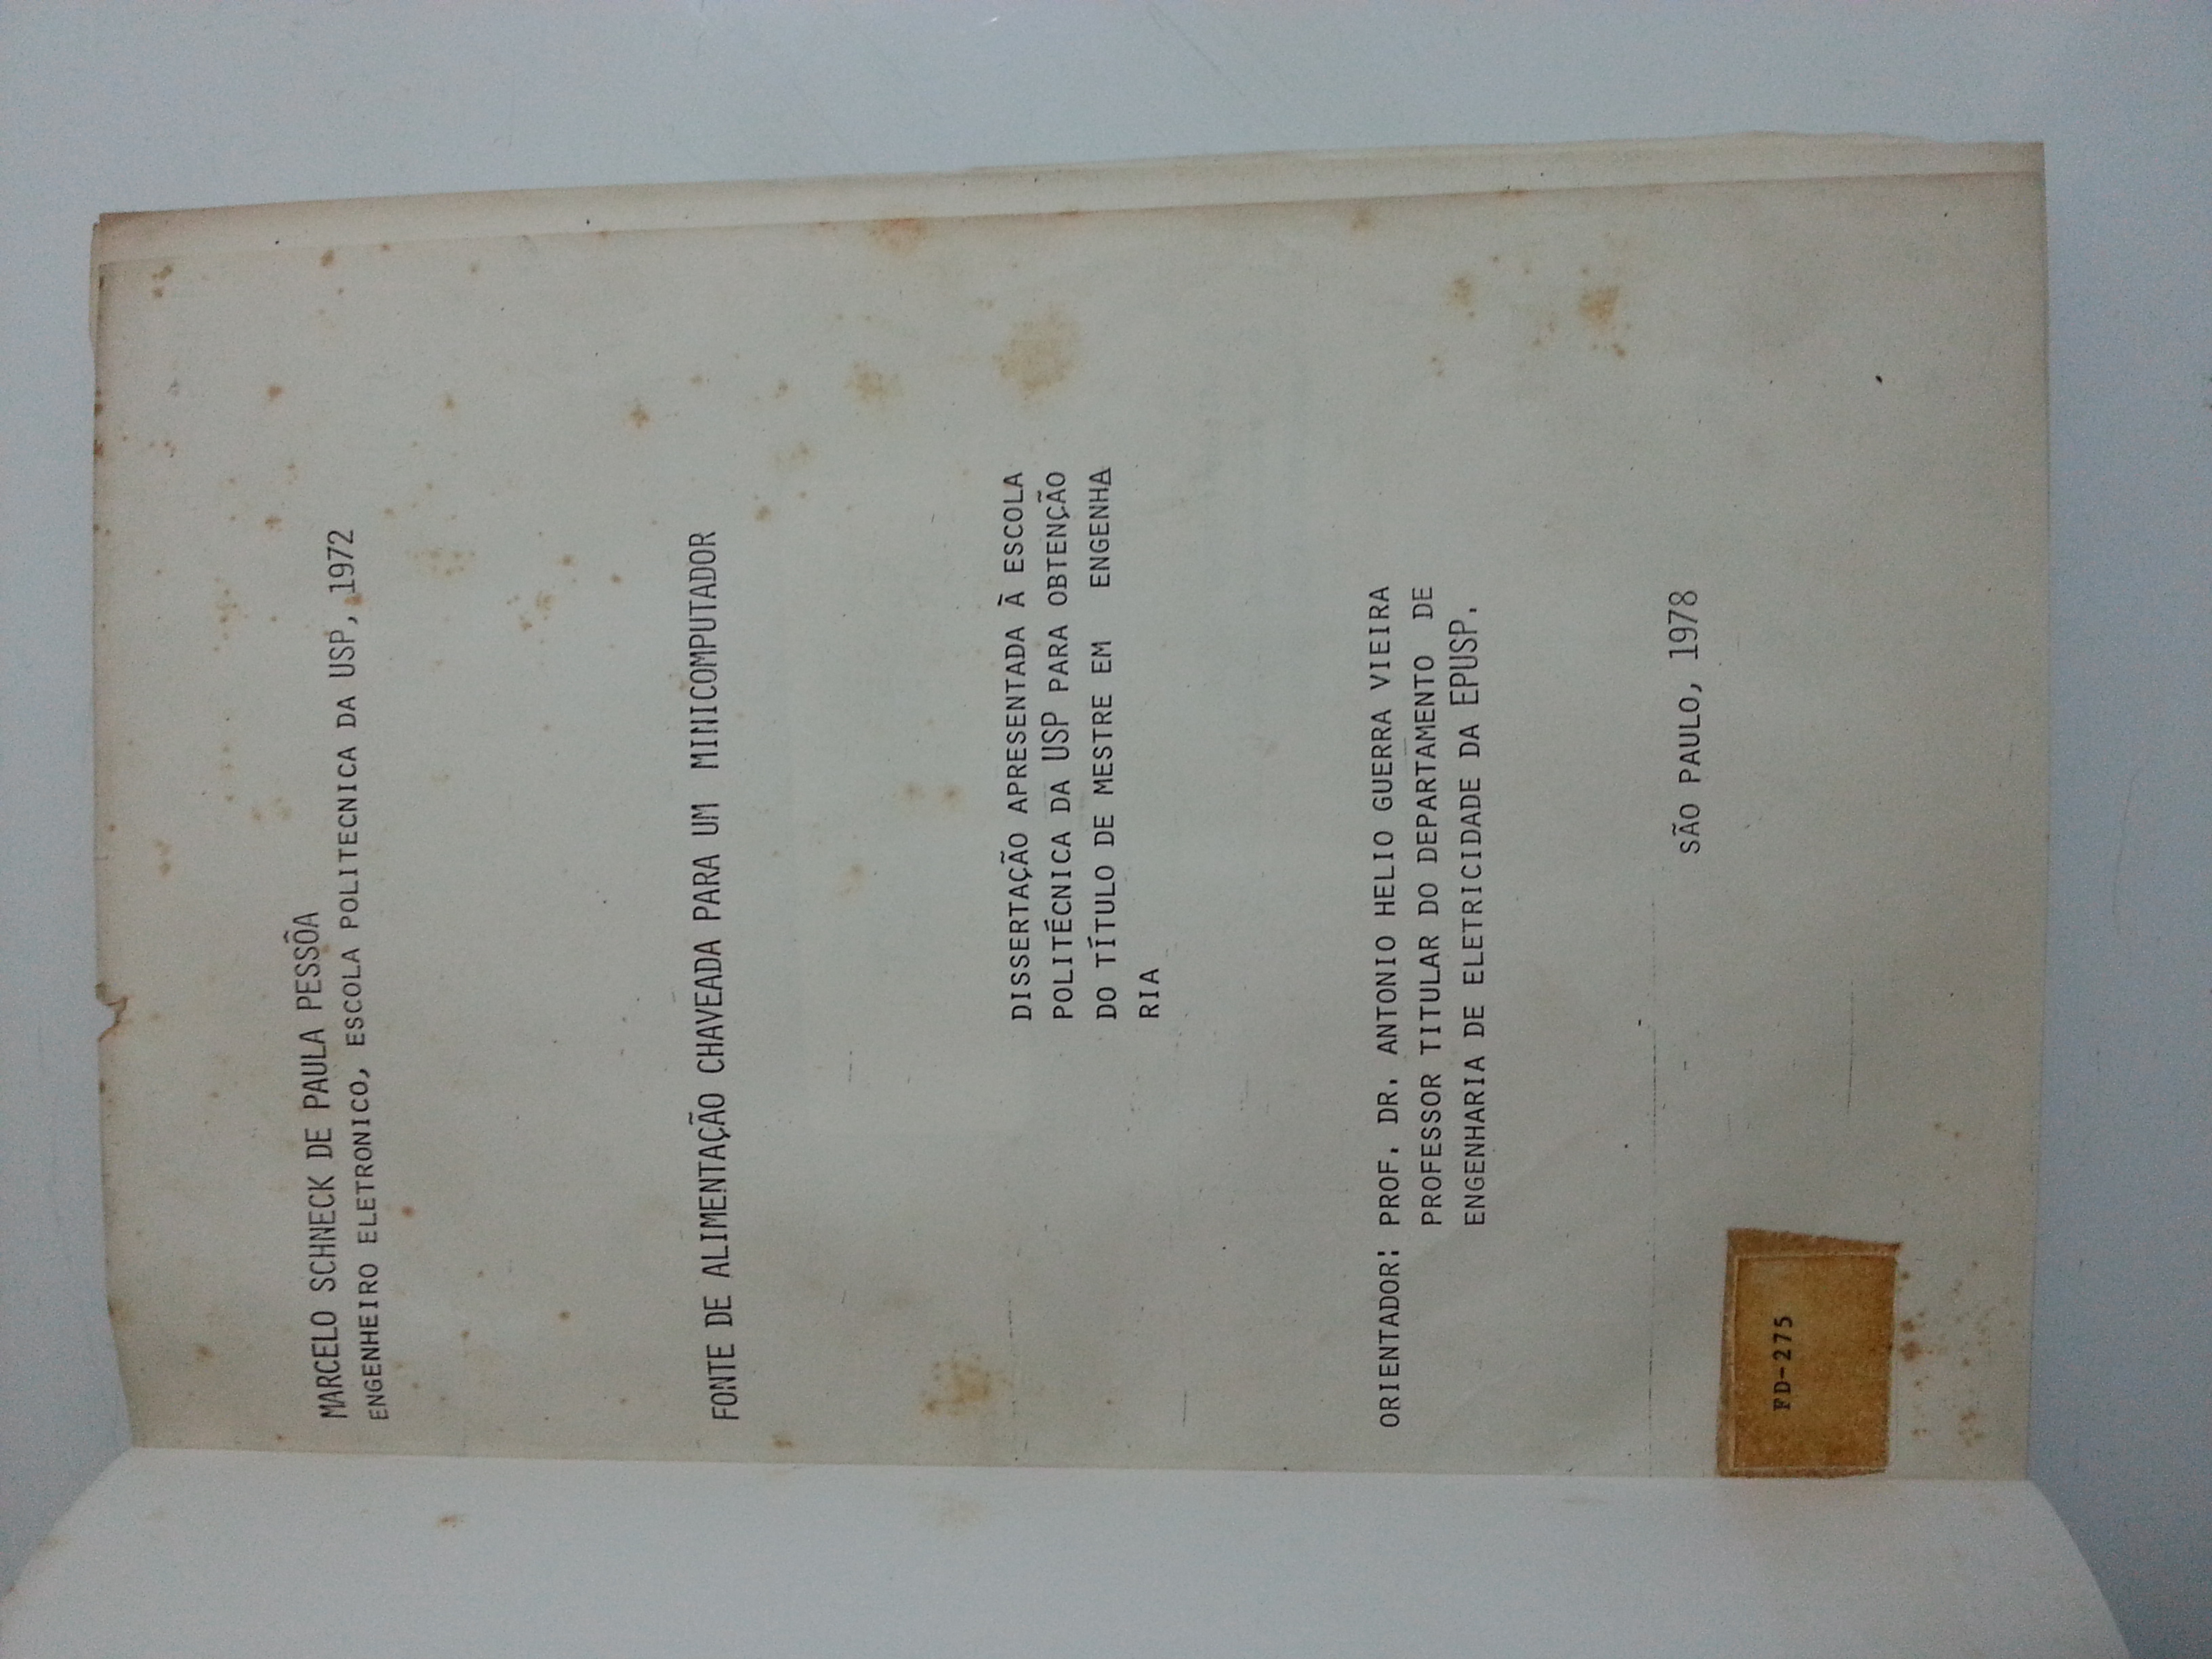 MARCELO SCHNECK DE PAULA PESSÔA
ENGENHEIRO ELETRONICO, ESCOLA POLITECNICA DA USP, 1972
FONTE DE ALIMENTAÇÃO CHAVEADA PARA UM MINICOMPUTADOR
DISSERTAÇÃO APRESENTADA À ESCOLA
POLITÉCNICA DA USP PARA OBTENÇÃO
DO TÍTULO DE MESTRE EM ENGENHA
RIA
ORIENTADOR: PROF. DR. ANTONIO HELIO GUERRA VIEIRA
PROFESSOR TITULAR DO DEPARTAMENTO DE
ENGENHARIA DE ELETRICIDADE DA EPUSP.
SÃO PAULO, 1978
FD-275